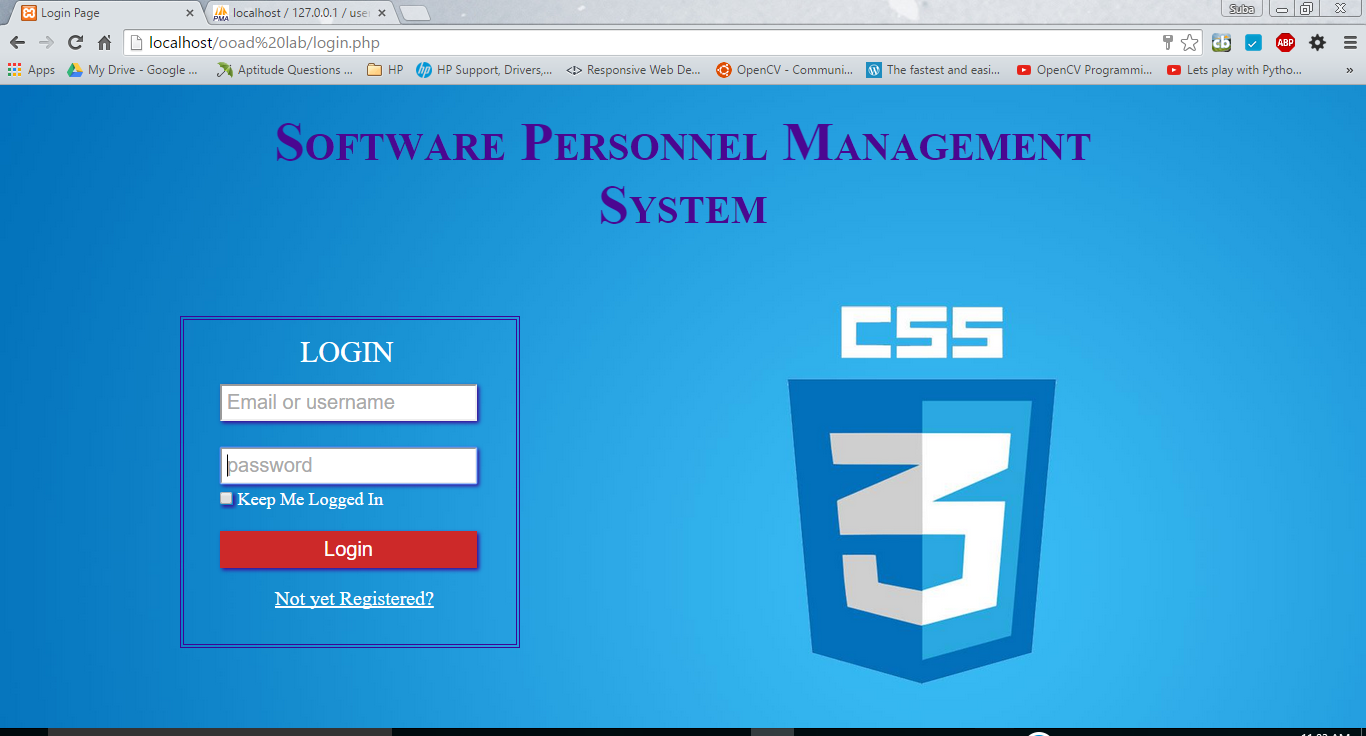 Login Page
localhost / 127.0.0.1 / use
Suba
localhost/ooad%20lab/login.php
cb
ABP
Apps
My Drive - Google ...
Aptitude Questions ...
HP
HP Support, Drivers,...
Responsive Web De...
OpenCV - Communi...
The fastest and easi...
OpenCV Programmi...
Lets play with Pytho...
»
Software Personnel Management
System
LOGIN
Email or username
password
Keep Me Logged In
Login
Not yet Registered?
CSS
3